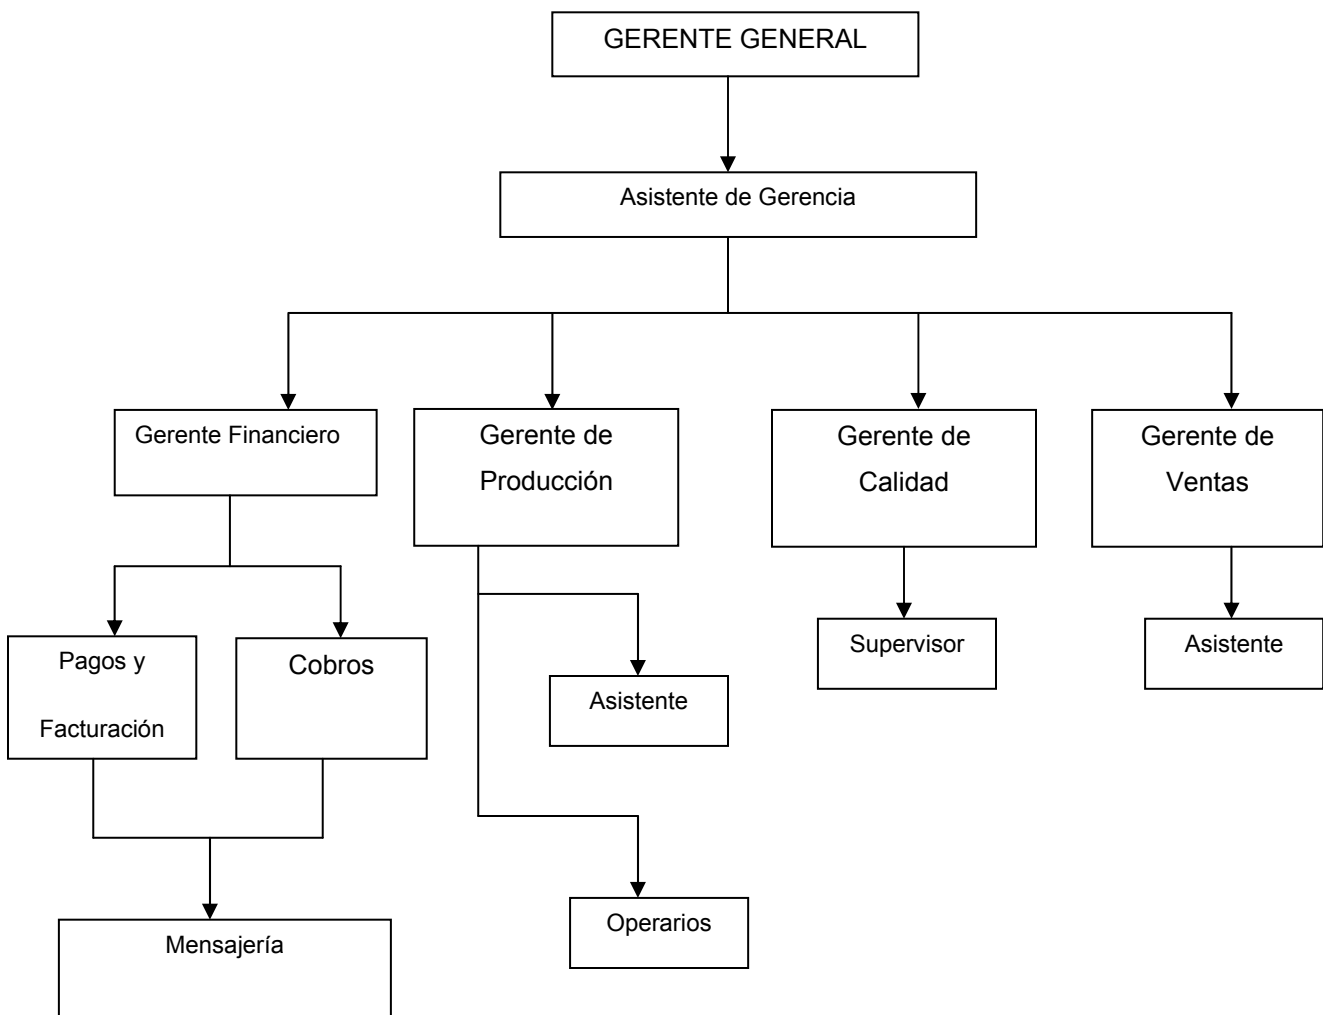 GERENTE GENERAL
Asistente de Gerencia
Gerente Financiero
Gerente de
Producción
Gerente de
Calidad
Gerente de
Ventas
Pagos y
Facturación
Cobros
Asistente
Supervisor
Asistente
Operarios
Mensajería